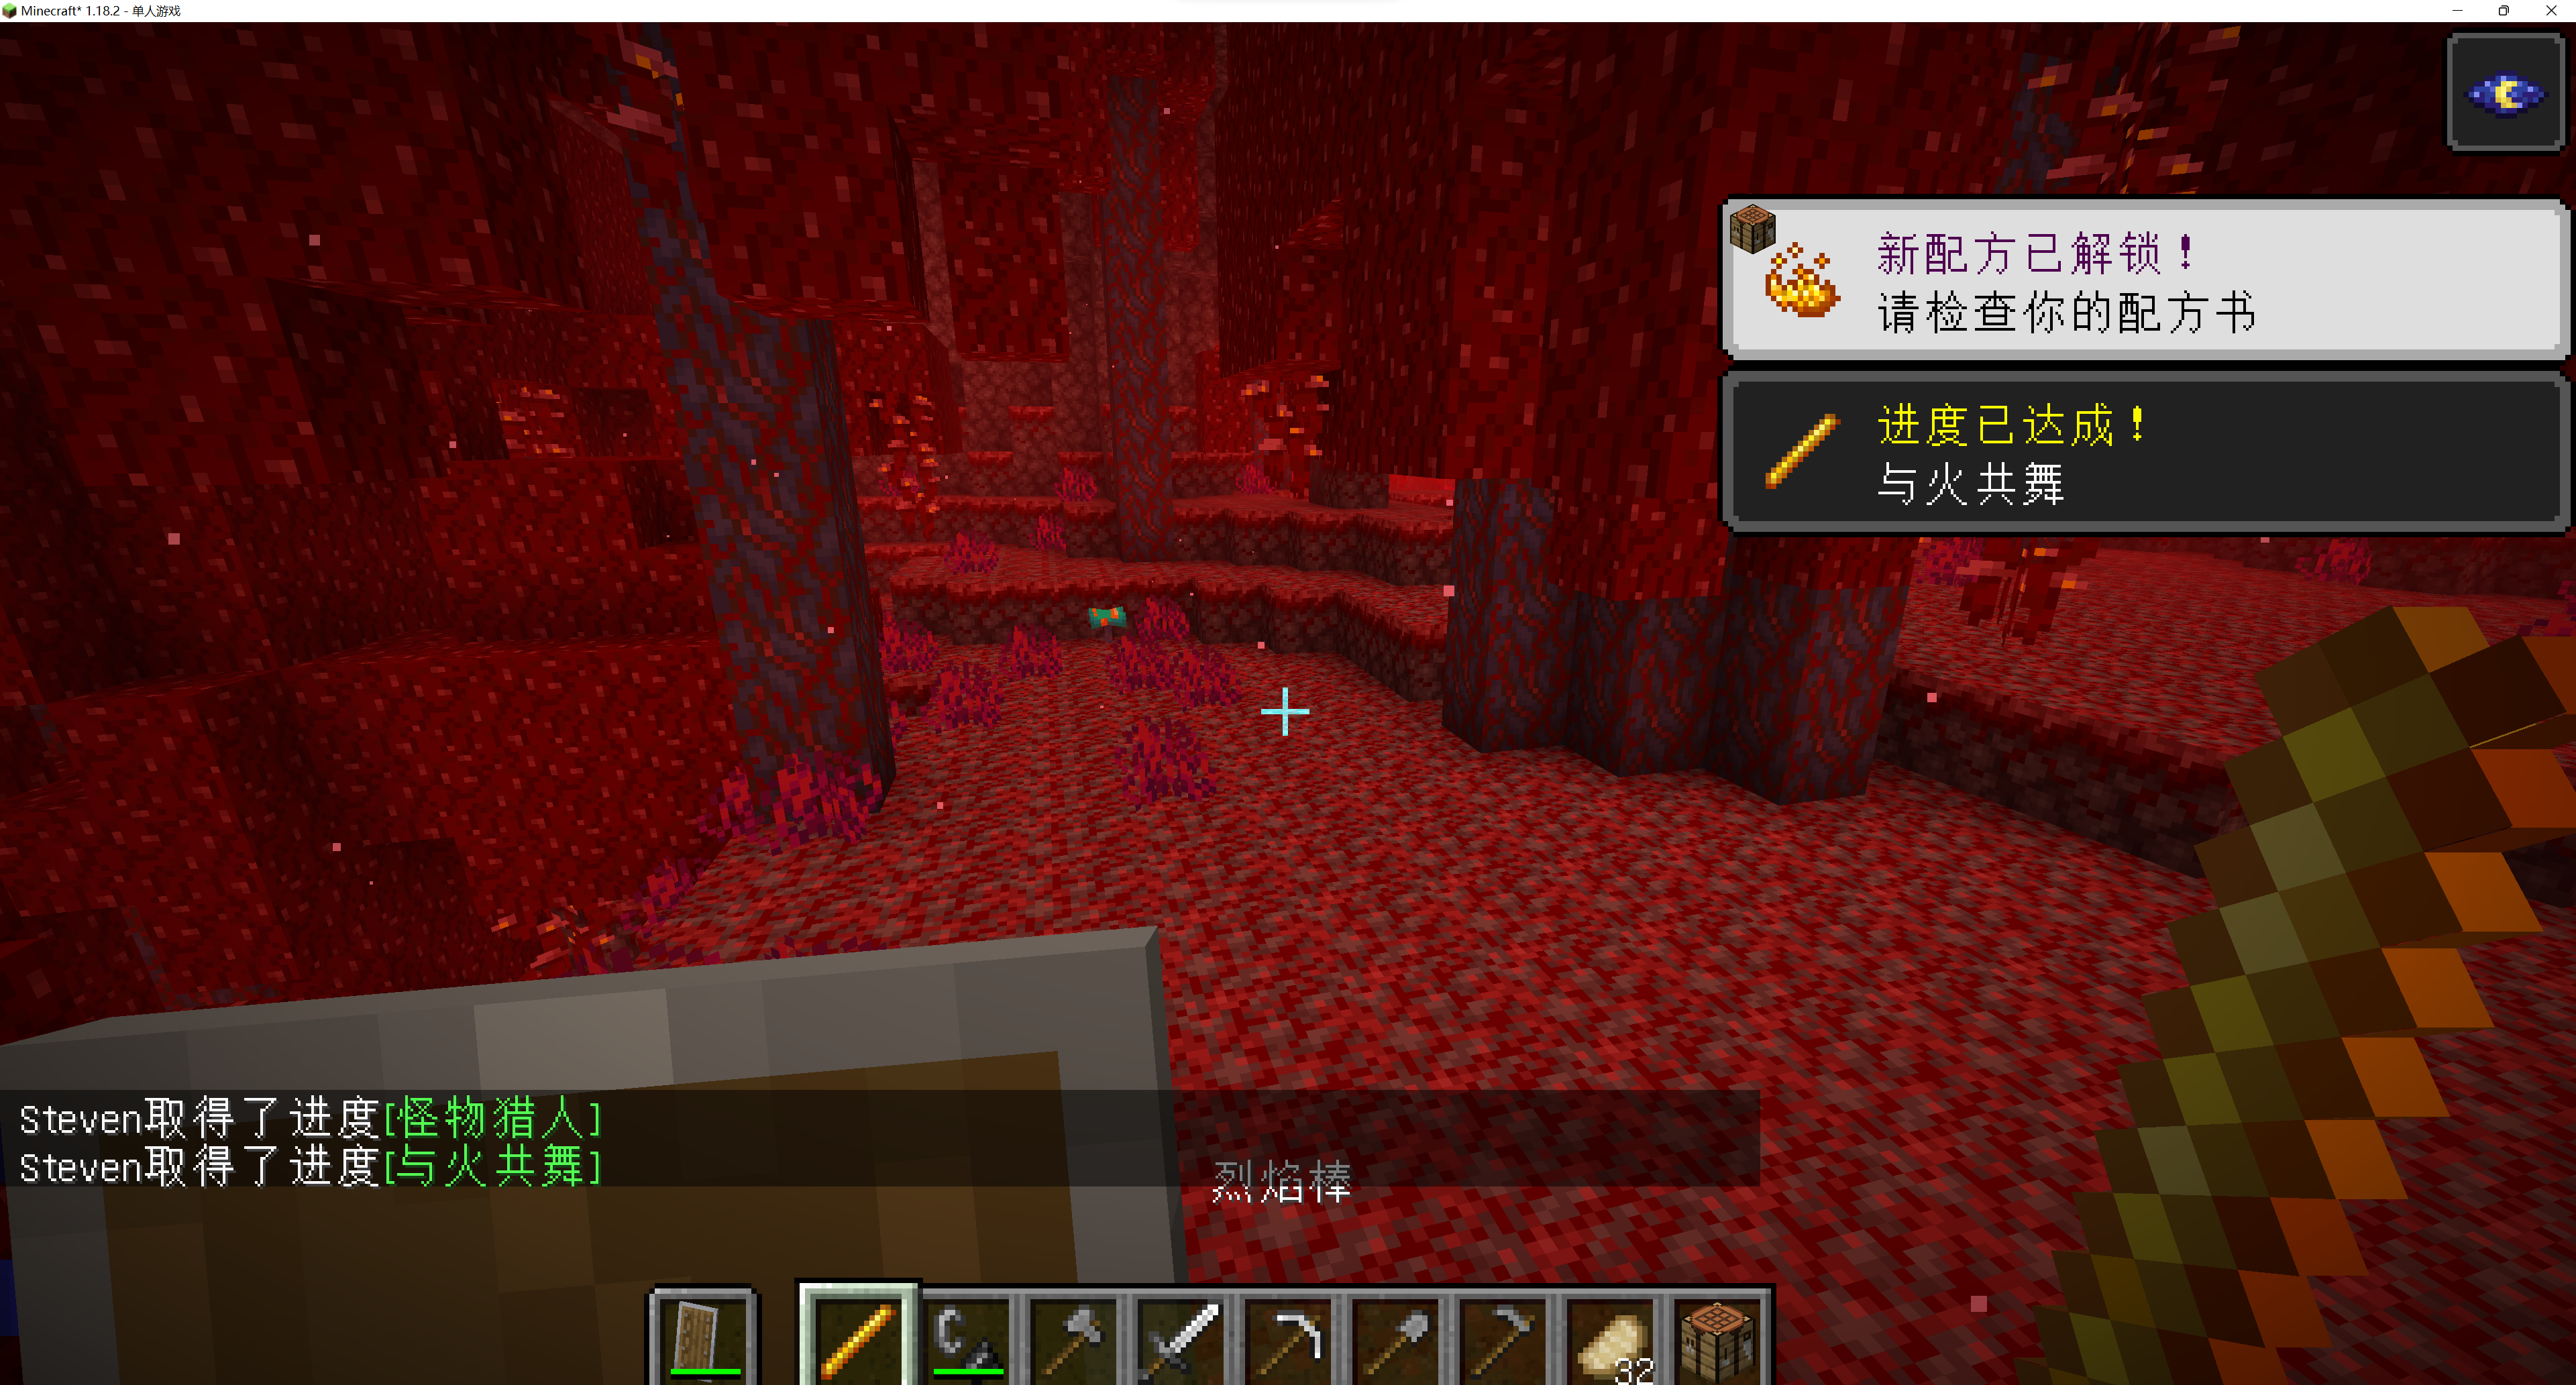 Minecraft* 1.18.2 - 单人游戏
新配方已解锁！
请检查你的配方书
进度已达成！
与火共舞
Steven取得了进度[怪物猎人]
Steven取得了进度[与火共舞]
烈焰棒
32